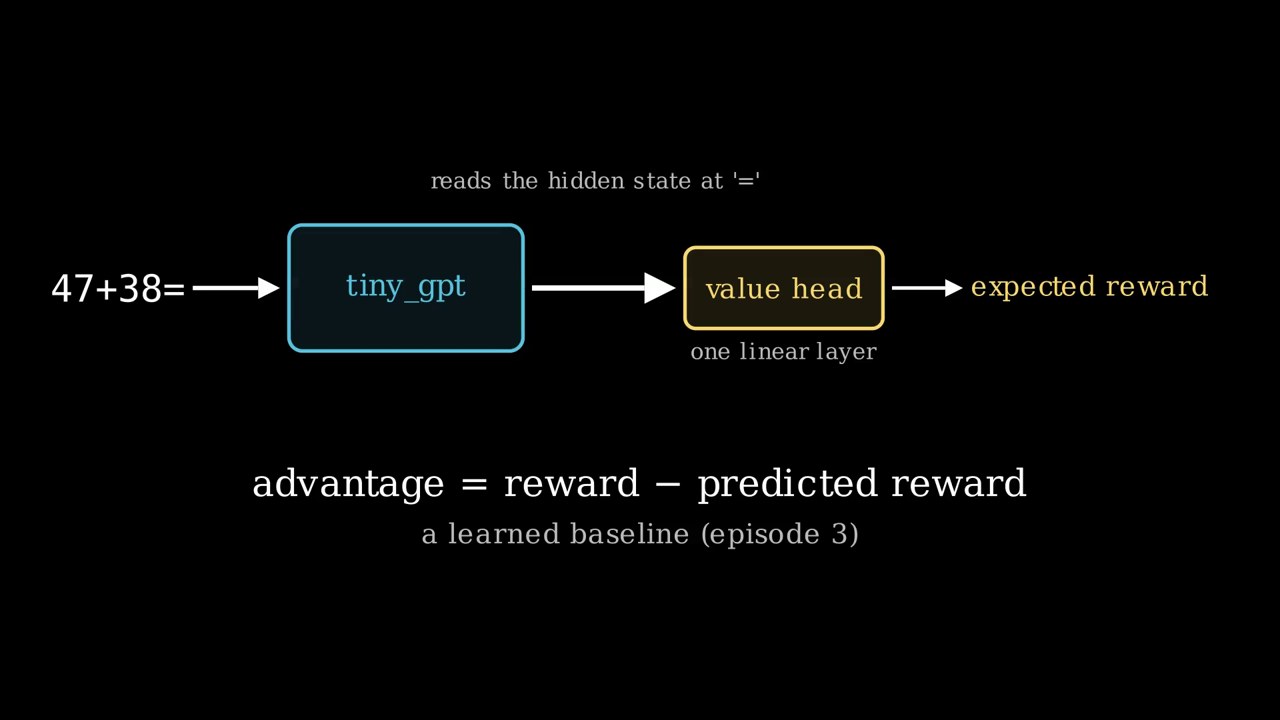 reads the hidden state at '='
47+38=
tiny_gpt
value head
expected reward
one linear layer
advantage = reward − predicted reward
a learned baseline (episode 3)